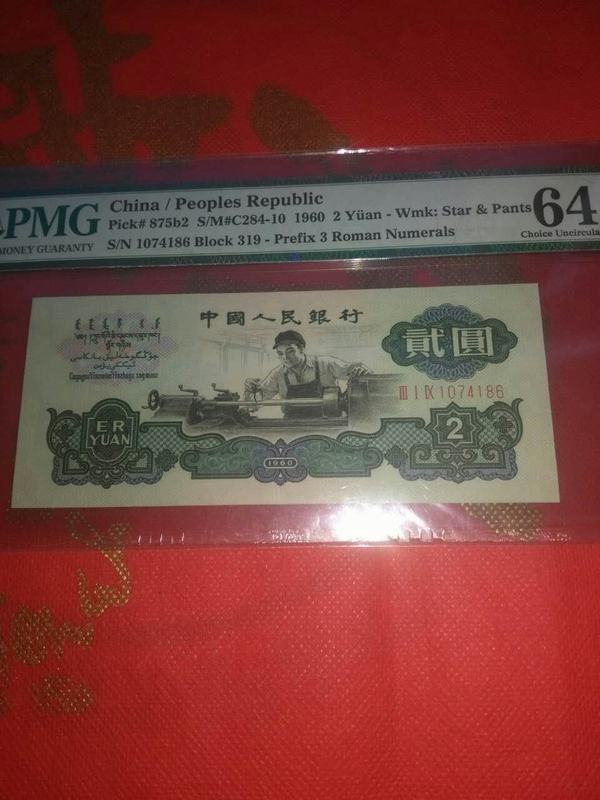 PMG
MONEY GUARANTY
China / Peoples Republic
Pick# 875b2 S/M#C284-10 1960 2 Yüan - Wmk: Star & Pants
S/N 1074186 Block 319 - Prefix 3 Roman Numerals
64
Choice Uncircula
中國人民銀行
貳圓
III I IX 1074186
ER
YUAN
2
1960